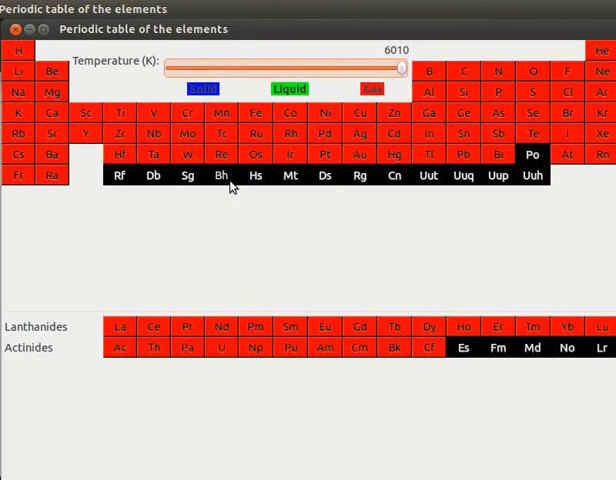 Periodic table of the elements
Periodic table of the elements
H He
Temperature (K): 6010
Li Be B C N O F Ne
Solid Liquid Gas
Na Mg Al Si P S Cl Ar
K Ca Sc Ti V Cr Mn Fe Co Ni Cu Zn Ga Ge As Se Br Kr
Rb Sr Y Zr Nb Mo Tc Ru Rh Pd Ag Cd In Sn Sb Te I Xe
Cs Ba Hf Ta W Re Os Ir Pt Au Hg Tl Pb Bi Po At Rn
Fr Ra Rf Db Sg Bh Hs Mt Ds Rg Cn Uut Uuq Uup Uuh
Lanthanides La Ce Pr Nd Pm Sm Eu Gd Tb Dy Ho Er Tm Yb Lu
Actinides Ac Th Pa U Np Pu Am Cm Bk Cf Es Fm Md No Lr